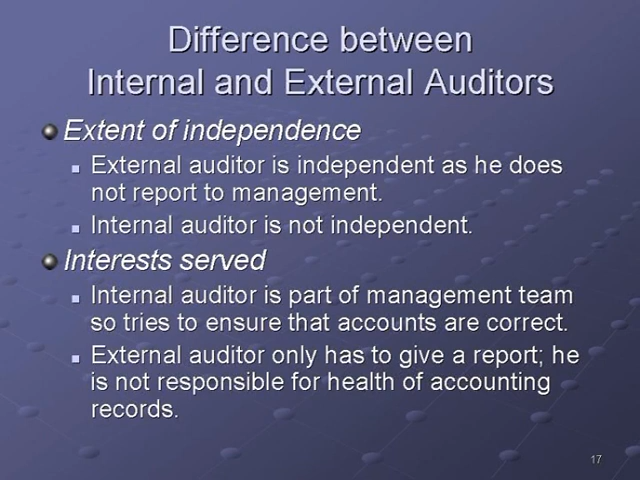 Difference between
Internal and External Auditors
Extent of independence
External auditor is independent as he does
not report to management.
Internal auditor is not independent.
Interests served
Internal auditor is part of management team
so tries to ensure that accounts are correct.
External auditor only has to give a report; he
is not responsible for health of accounting
records.
17